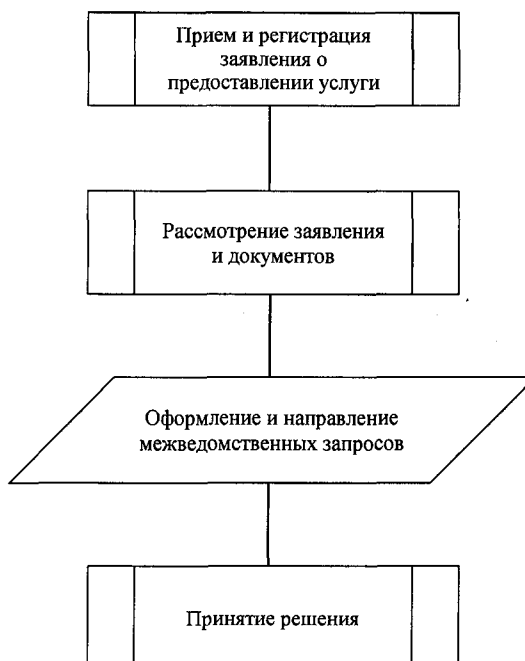 Прием и регистрация
заявления о
предоставлении услуги
Рассмотрение заявления
и документов
Оформление и направление
межведомственных запросов
Принятие решения